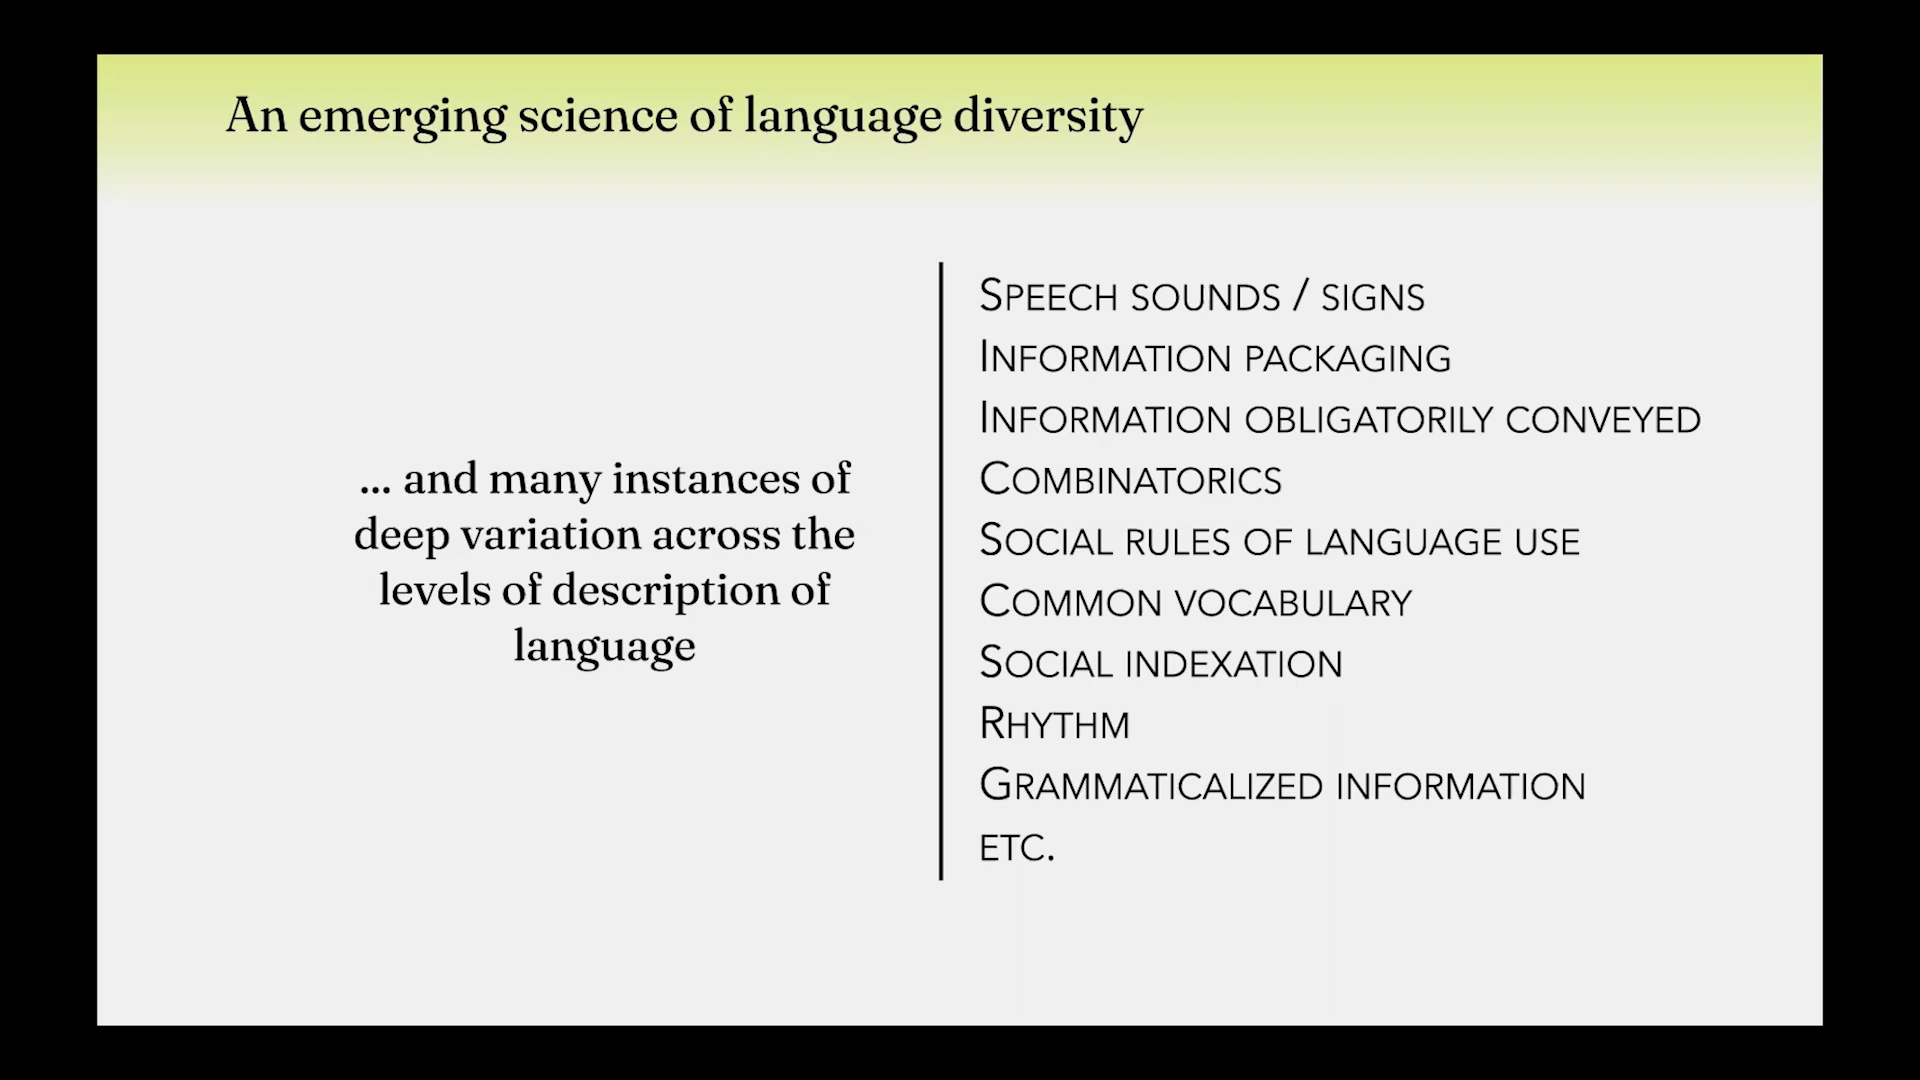 An emerging science of language diversity
... and many instances of
deep variation across the
levels of description of
language
SPEECH SOUNDS / SIGNS
INFORMATION PACKAGING
INFORMATION OBLIGATORILY CONVEYED
COMBINATORICS
SOCIAL RULES OF LANGUAGE USE
COMMON VOCABULARY
SOCIAL INDEXATION
RHYTHM
GRAMMATICALIZED INFORMATION
ETC.